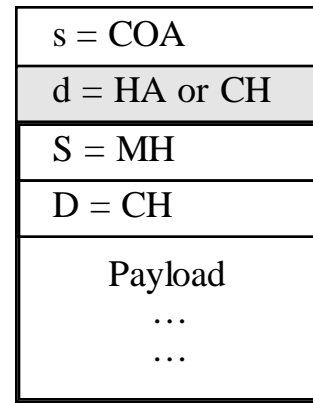 s = COA
d = HA or CH
S = MH
D = CH
Payload
…
…